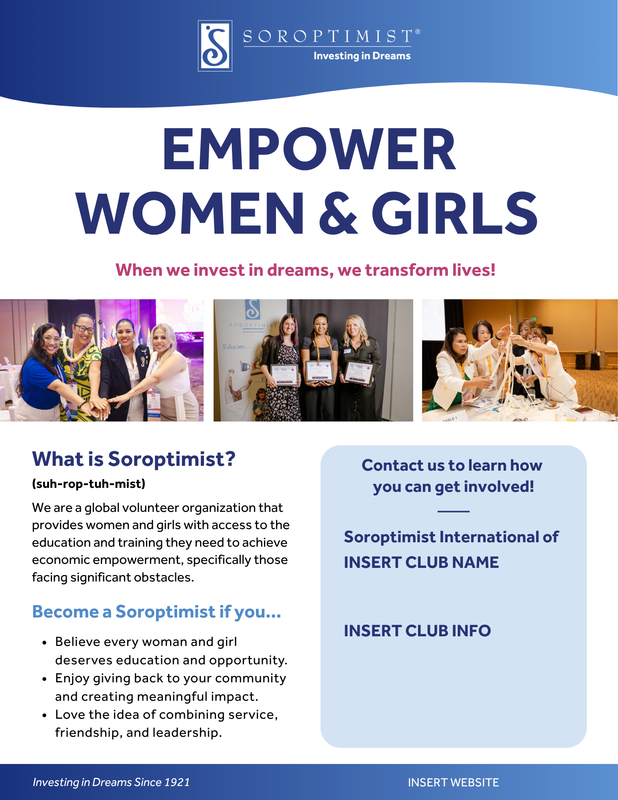 SOROPTIMIST®
Investing in Dreams
EMPOWER
WOMEN & GIRLS
When we invest in dreams, we transform lives!
What is Soroptimist?
(suh-rop-tuh-mist)
We are a global volunteer organization that
provides women and girls with access to the
education and training they need to achieve
economic empowerment, specifically those
facing significant obstacles.
Become a Soroptimist if you...
• Believe every woman and girl
deserves education and opportunity.
• Enjoy giving back to your community
and creating meaningful impact.
• Love the idea of combining service,
friendship, and leadership.
Contact us to learn how
you can get involved!
Soroptimist International of
INSERT CLUB NAME
INSERT CLUB INFO
Investing in Dreams Since 1921
INSERT WEBSITE